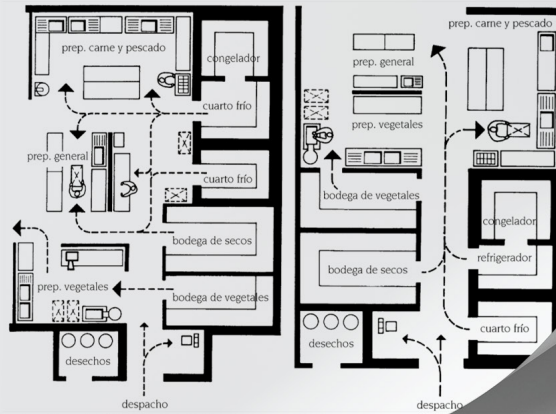 prep. carne y pescado
congelador
cuarto frío
prep. general
cuarto frío
bodega de secos
prep. vegetales
bodega de vegetales
desechos
despacho
prep. carne y pescado
prep. general
prep. vegetales
bodega de vegetales
congelador
bodega de secos
refrigerador
cuarto frío
desechos
despacho